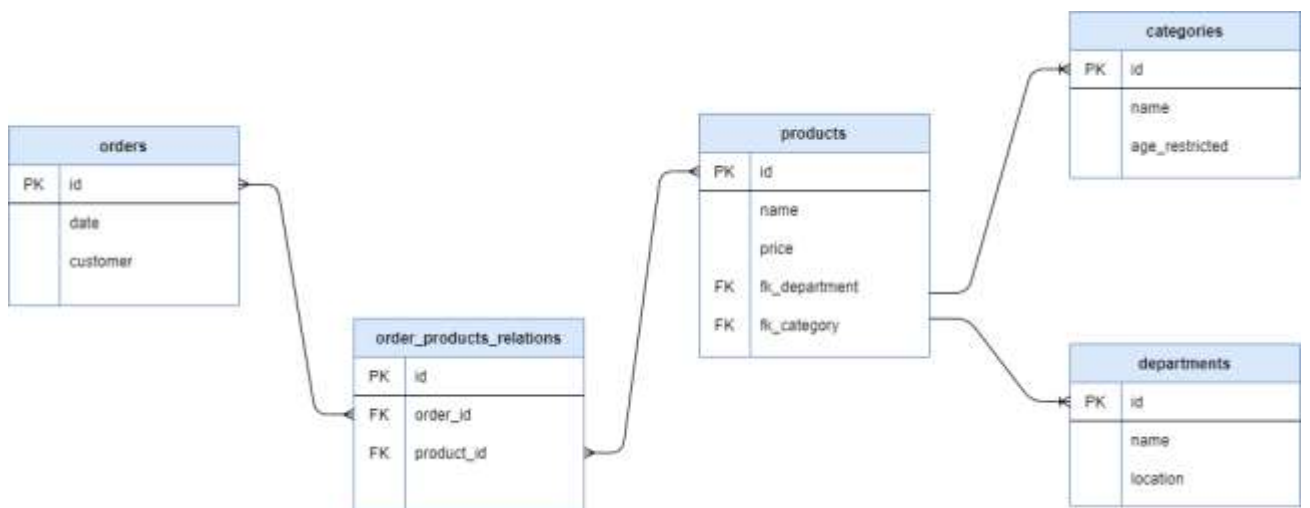 orders
PK id
date
customer
order_products_relations
PK id
FK order_id
FK product_id
products
PK id
name
price
FK fk_department
FK fk_category
categories
PK id
name
age_restricted
departments
PK id
name
location